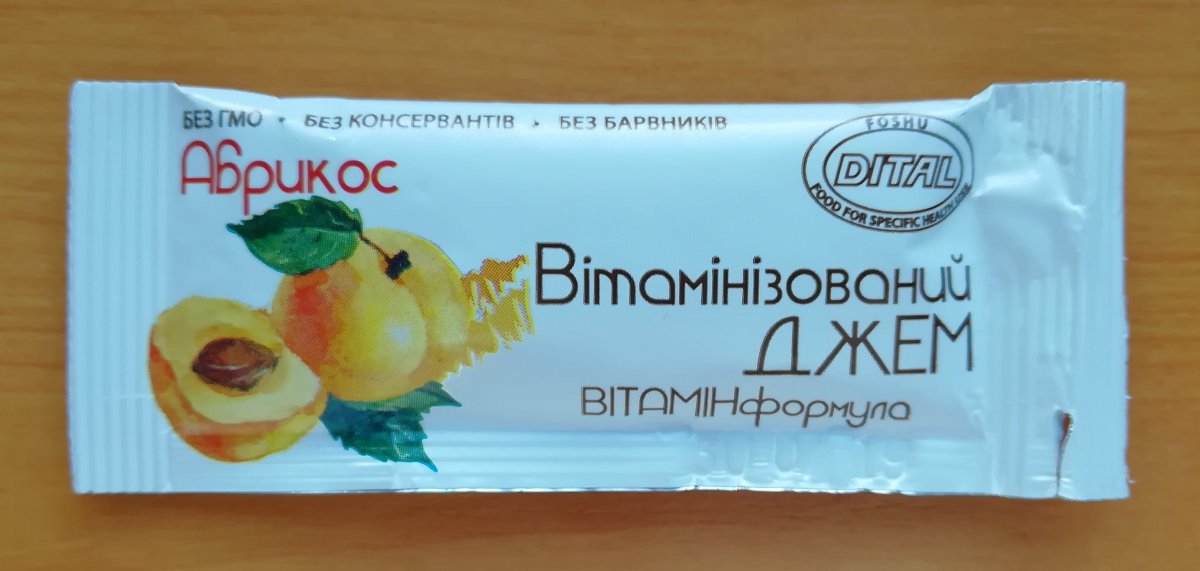 БЕЗ ГМО • БЕЗ КОНСЕРВАНТІВ • БЕЗ БАРВНИКІВ
Абрикос
FOSHU
DITAL
FOOD FOR SPECIFIC HEALTH USE
Вітамінізований
ДЖЕМ
ВІТАМІНформула